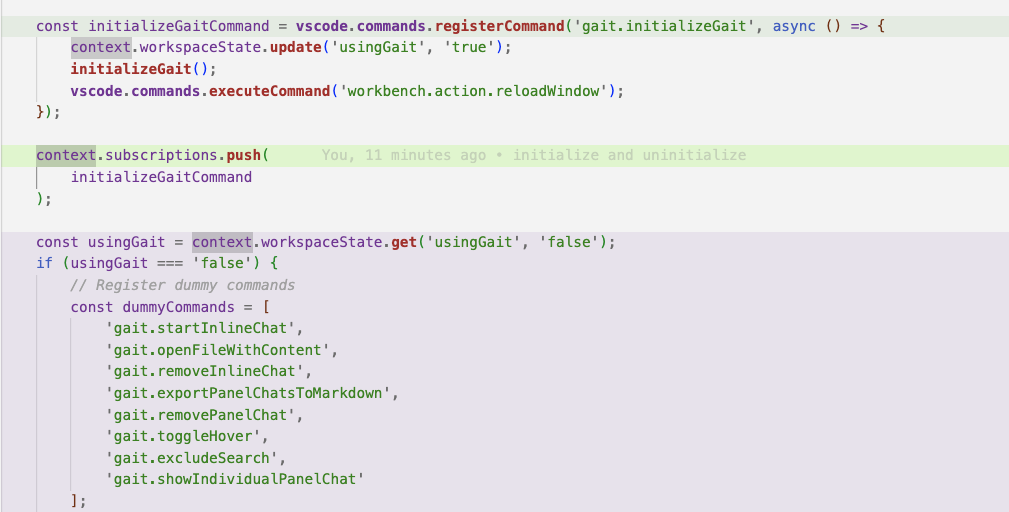 const initializeGaitCommand = vscode.commands.registerCommand('gait.initializeGait', async () => {
    context.workspaceState.update('usingGait', 'true');
    initializeGait();
    vscode.commands.executeCommand('workbench.action.reloadWindow');
});
context.subscriptions.push(      You, 11 minutes ago • initialize and uninitialize
    initializeGaitCommand
);
const usingGait = context.workspaceState.get('usingGait', 'false');
if (usingGait === 'false') {
    // Register dummy commands
    const dummyCommands = [
        'gait.startInlineChat',
        'gait.openFileWithContent',
        'gait.removeInlineChat',
        'gait.exportPanelChatsToMarkdown',
        'gait.removePanelChat',
        'gait.toggleHover',
        'gait.excludeSearch',
        'gait.showIndividualPanelChat'
    ];